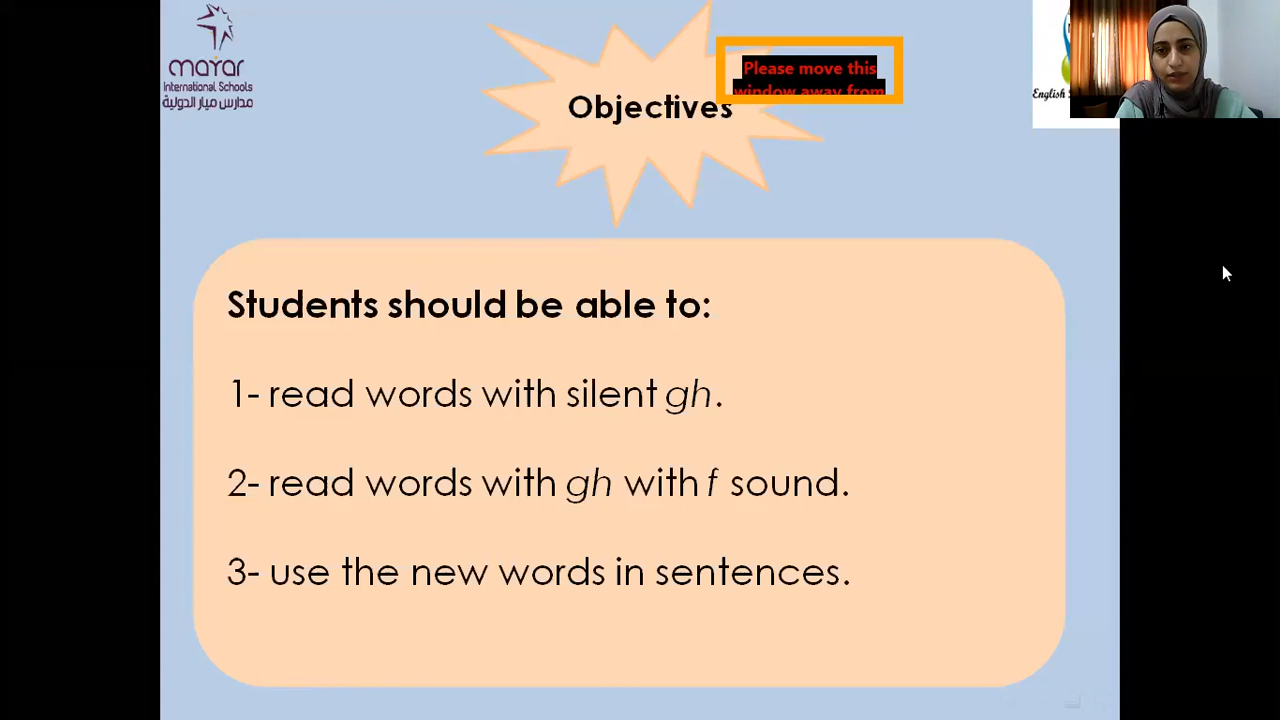 mayar
International Schools
مدارس ميار الدولية
Please move this
window away from
Objectives
English
Students should be able to:
1- read words with silent gh.
2- read words with gh with f sound.
3- use the new words in sentences.